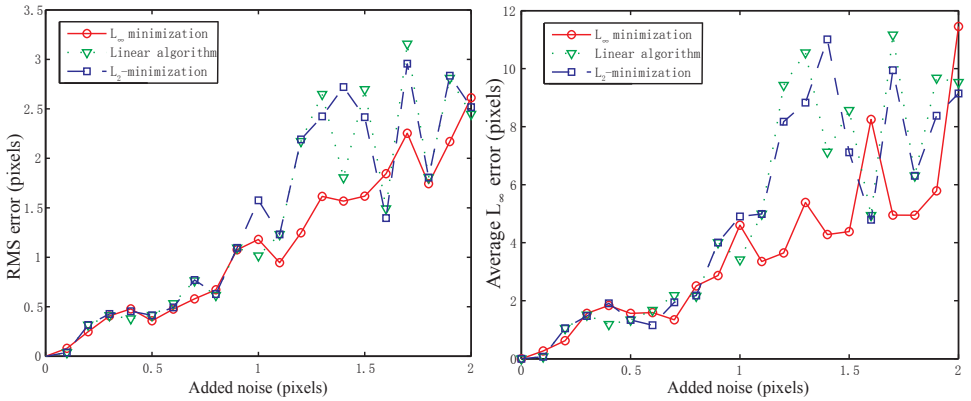 L∞ minimization
Linear algorithm
L2-minimization
RMS error (pixels)
3.5
3
2.5
2
1.5
1
0.5
0
0
0.5
1
1.5
2
Added noise (pixels)
L∞ minimization
Linear algorithm
L2-minimization
Average L8 error (pixels)
12
10
8
6
4
2
0
0
0.5
1
1.5
2
Added noise (pixels)